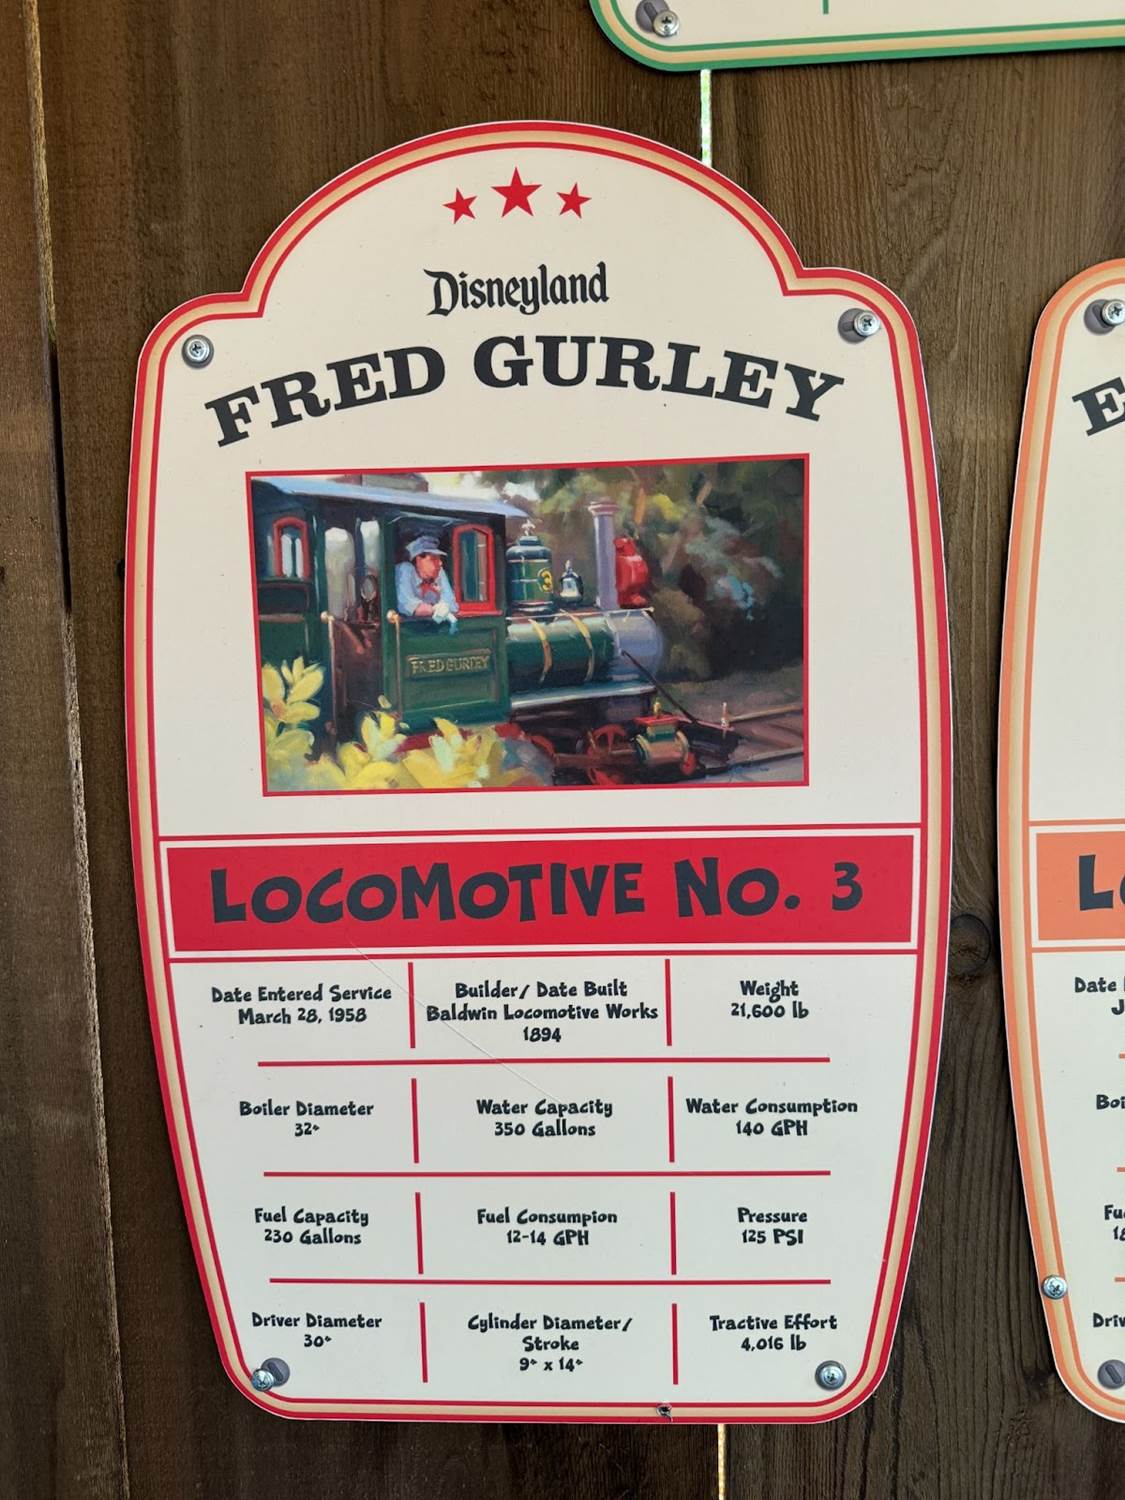 Disneyland
FRED GURLEY
3
FRED GURLEY
LOCOMOTIVE NO. 3
Date Entered Service
March 28, 1958
Builder/ Date Built
Baldwin Locomotive Works
1894
Weight
21,600 lb
Boiler Diameter
32"
Water Capacity
350 Gallons
Water Consumption
140 GPH
Fuel Capacity
230 Gallons
Fuel Consumpion
12-14 GPH
Pressure
125 PSI
Driver Diameter
30"
Cylinder Diameter/
Stroke
9" x 14"
Tractive Effort
4,016 lb
Date